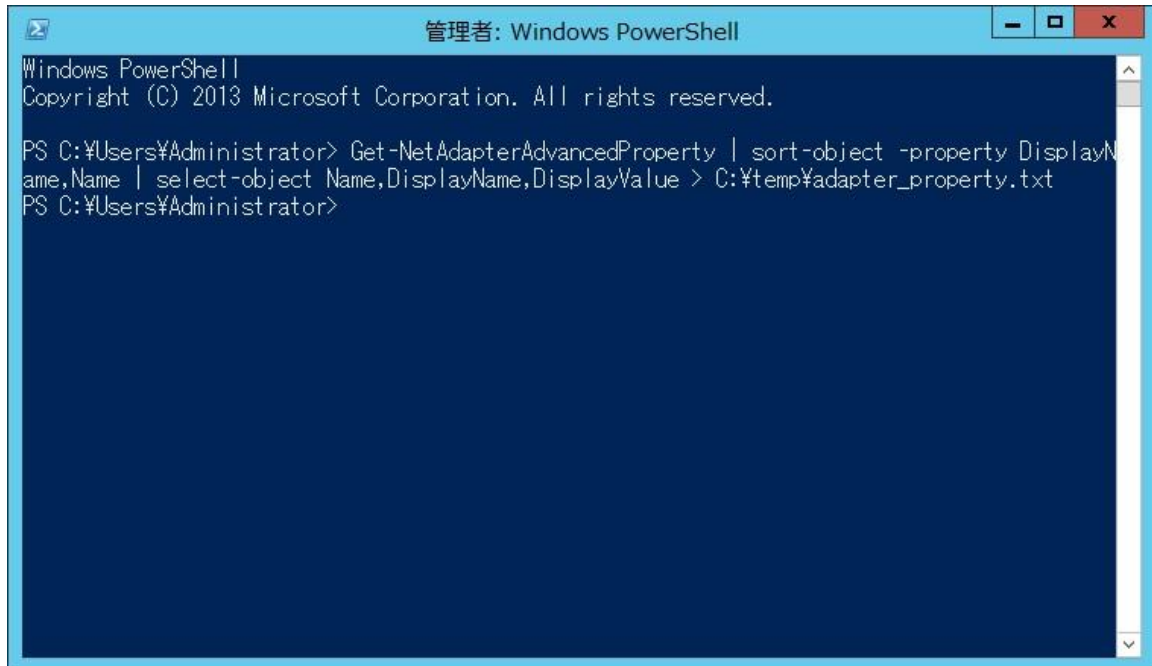 管理者: Windows PowerShell
Windows PowerShell
Copyright (C) 2013 Microsoft Corporation. All rights reserved.
PS C:¥Users¥Administrator> Get-NetAdapterAdvancedProperty | sort-object -property DisplayN
ame,Name | select-object Name,DisplayName,DisplayValue > C:¥temp¥adapter_property.txt
PS C:¥Users¥Administrator>